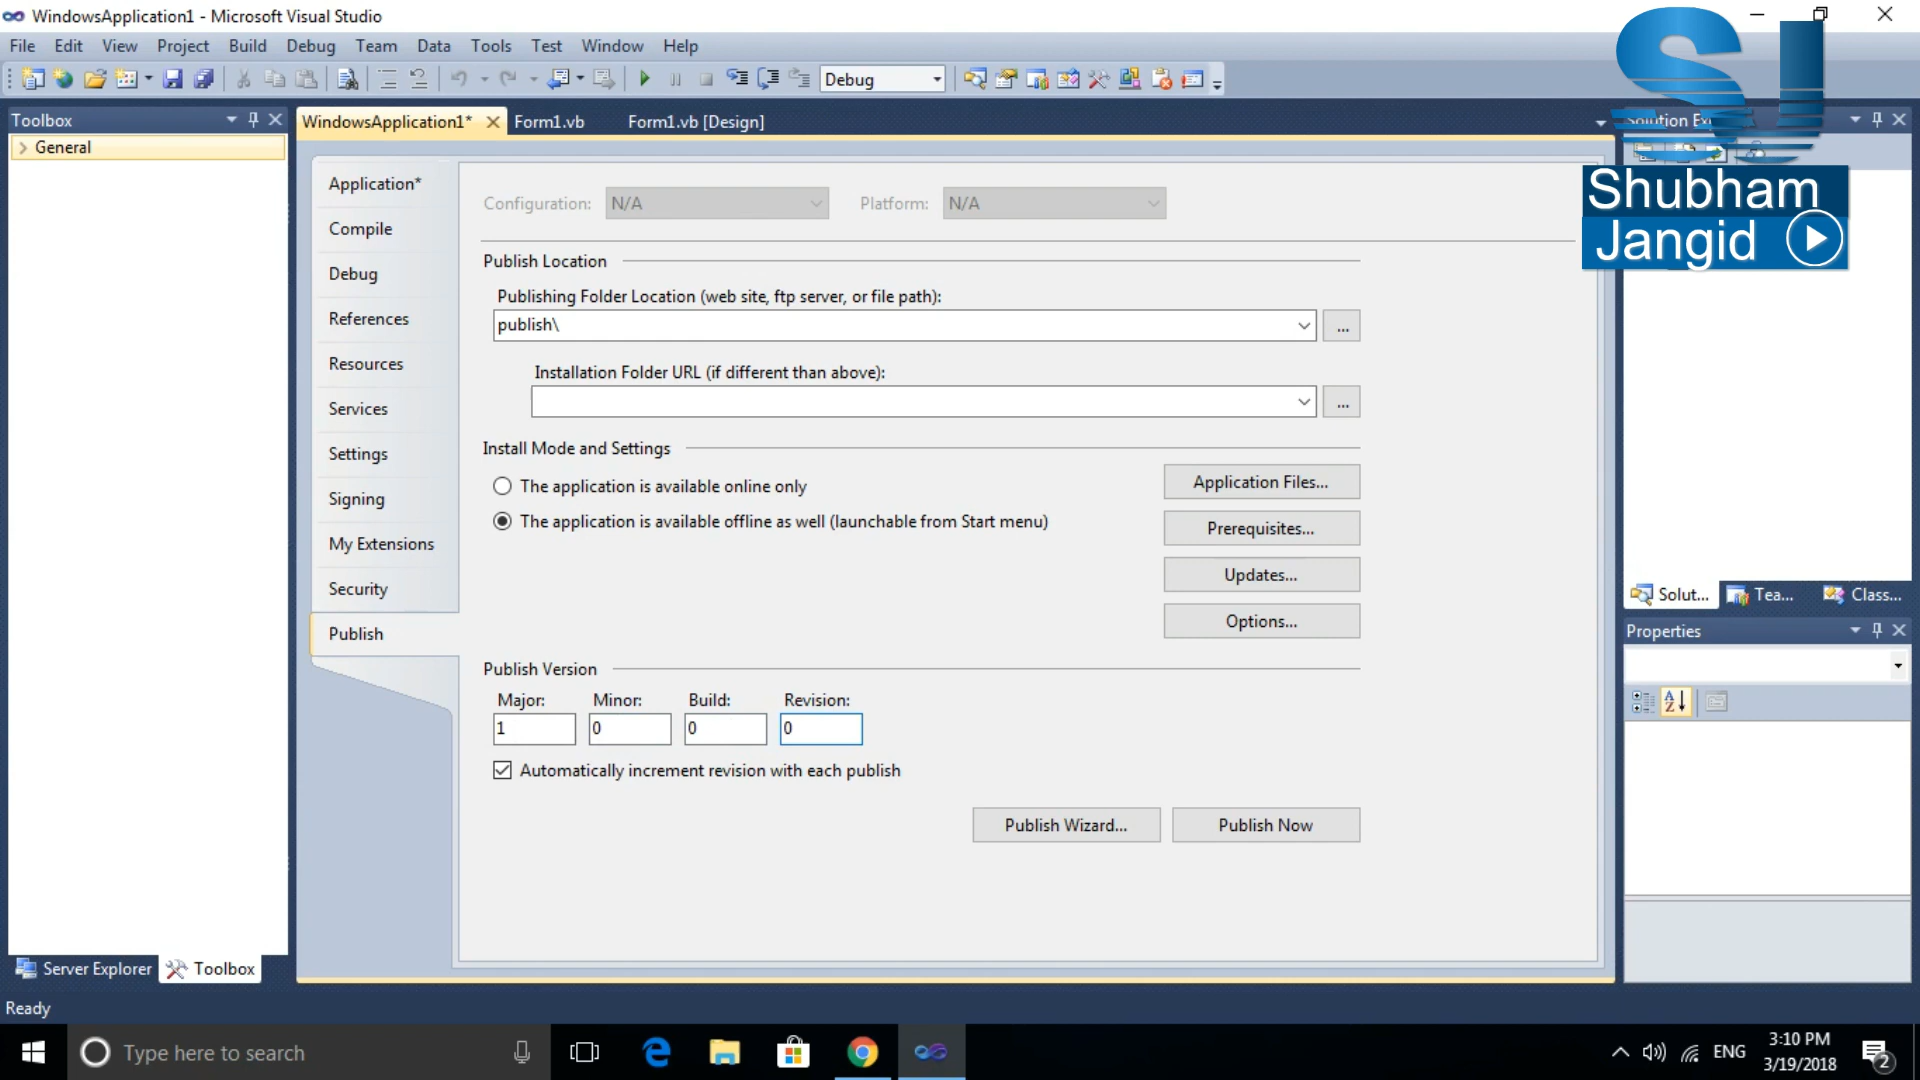 WindowsApplication1 - Microsoft Visual Studio
File Edit View Project Build Debug Team Data Tools Test Window Help
Debug
Toolbox
General
WindowsApplication1* Form1.vb Form1.vb [Design]
Solution
Shubham
Jangid
Application*
Compile
Debug
References
Resources
Services
Settings
Signing
My Extensions
Security
Publish
Configuration: N/A Platform: N/A
Publish Location
Publishing Folder Location (web site, ftp server, or file path):
publish\
...
Installation Folder URL (if different than above):
...
Install Mode and Settings
The application is available online only
The application is available offline as well (launchable from Start menu)
Application Files...
Prerequisites...
Updates...
Options...
Publish Version
Major: Minor: Build: Revision:
1 0 0 0
Automatically increment revision with each publish
Publish Wizard... Publish Now
Solut... Tea... Class...
Properties
Server Explorer Toolbox
Ready
Type here to search
ENG
3:10 PM
3/19/2018
2